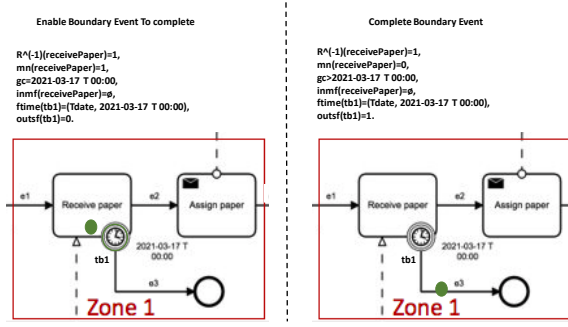 Enable Boundary Event To complete
R^(-1)(receivePaper)=1,
mn(receivePaper)=1,
gc=2021-03-17 T 00:00,
inmf(receivePaper)=ø,
ftime(tb1)=(Tdate, 2021-03-17 T 00:00),
outsf(tb1)=0.
e1
Receive paper
e2
Assign paper
tb1
2021-03-17 T
00:00
e3
Zone 1
Complete Boundary Event
R^(-1)(receivePaper)=1,
mn(receivePaper)=0,
gc>2021-03-17 T 00:00,
inmf(receivePaper)=ø,
ftime(tb1)=(Tdate, 2021-03-17 T 00:00),
outsf(tb1)=1.
e1
Receive paper
e2
Assign paper
tb1
2021-03-17 T
00:00
e3
Zone 1